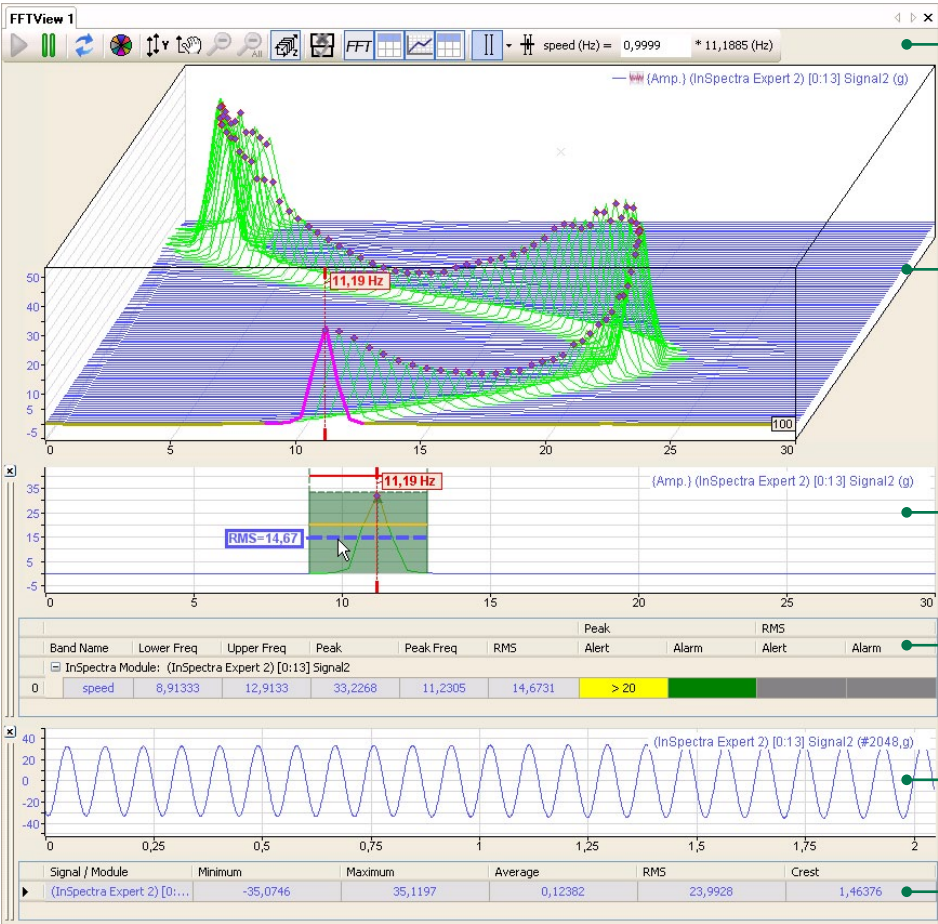 FFTView 1
Y All Z FFT speed (Hz) = 0,9999 * 11,1885 (Hz)
{Amp.} (InSpectra Expert 2) [0:13] Signal2 (g)
50
11,19 Hz
40
30
20
10
5
-5
100
0 5 10 15 20 25 30
{Amp.} (InSpectra Expert 2) [0:13] Signal2 (g)
11,19 Hz
35
25
RMS=14,67
15
5
-5
0 5 10 15 20 25 30
Peak RMS
Band Name Lower Freq Upper Freq Peak Peak Freq RMS Alert Alarm Alert Alarm
InSpectra Module: (InSpectra Expert 2) [0:13] Signal2
0 speed 8,91333 12,9133 33,2268 11,2305 14,6731 > 20
(InSpectra Expert 2) [0:13] Signal2 (#2048,g)
40
20
0
-20
-40
0 0,25 0,5 0,75 1 1,25 1,5 1,75 2
Signal / Module Minimum Maximum Average RMS Crest
(InSpectra Expert 2) [0:... -35,0746 35,1197 0,12382 23,9928 1,46376